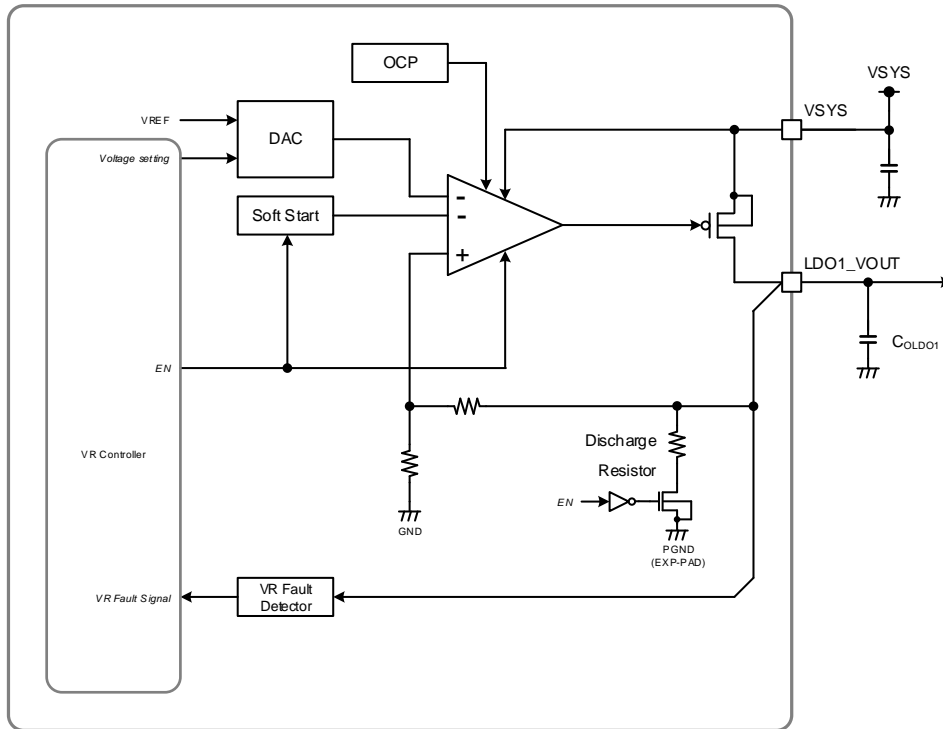 OCP
VSYS
VSYS
VREF
DAC
Voltage setting
-
Soft Start
-
+
LDO1_VOUT
COLDO1
EN
Discharge
Resistor
VR Controller
EN
GND
PGND
(EXP-PAD)
VR Fault Signal
VR Fault
Detector